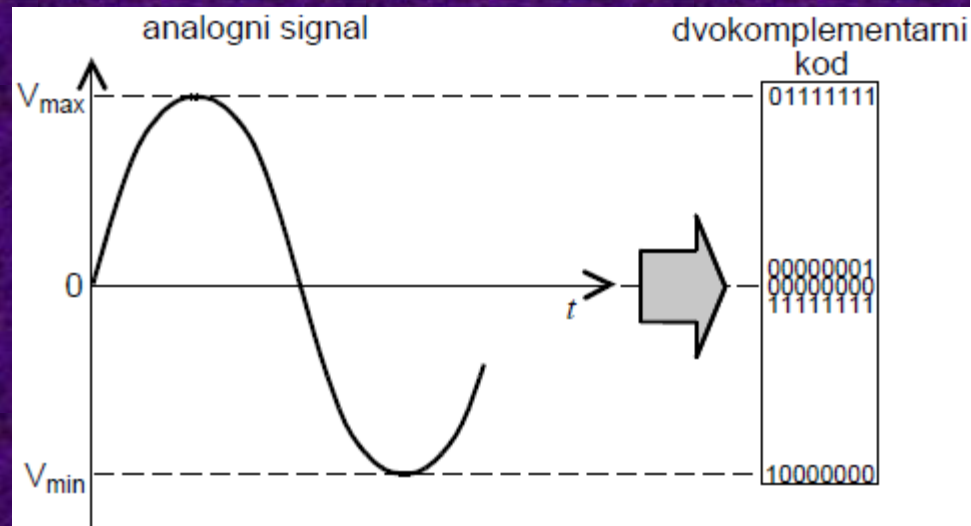 analogni signal
dvokomplementarni
kod
Vmax
01111111
0
t
00000001
00000000
11111111
Vmin
10000000